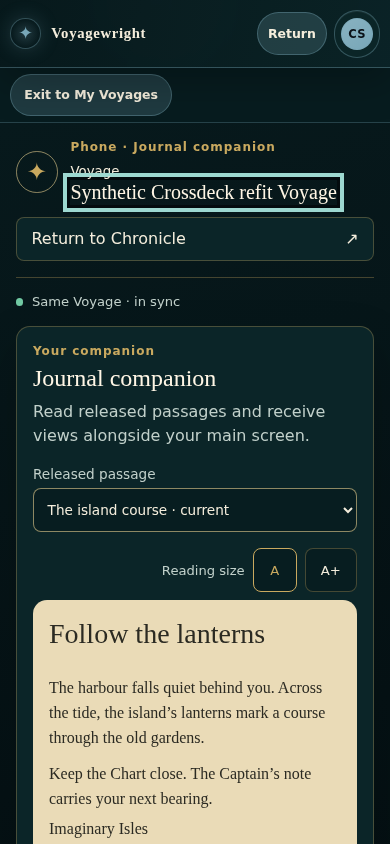 Voyagewright
Return
CS
Exit to My Voyages
Phone · Journal companion
Voyage
Synthetic Crossdeck refit Voyage
Return to Chronicle ↗
Same Voyage · in sync
Your companion
Journal companion
Read released passages and receive
views alongside your main screen.
Released passage
The island course · current
Reading size
A
A+
Follow the lanterns
The harbour falls quiet behind you. Across
the tide, the island’s lanterns mark a course
through the old gardens.
Keep the Chart close. The Captain’s note
carries your next bearing.
Imaginary Isles